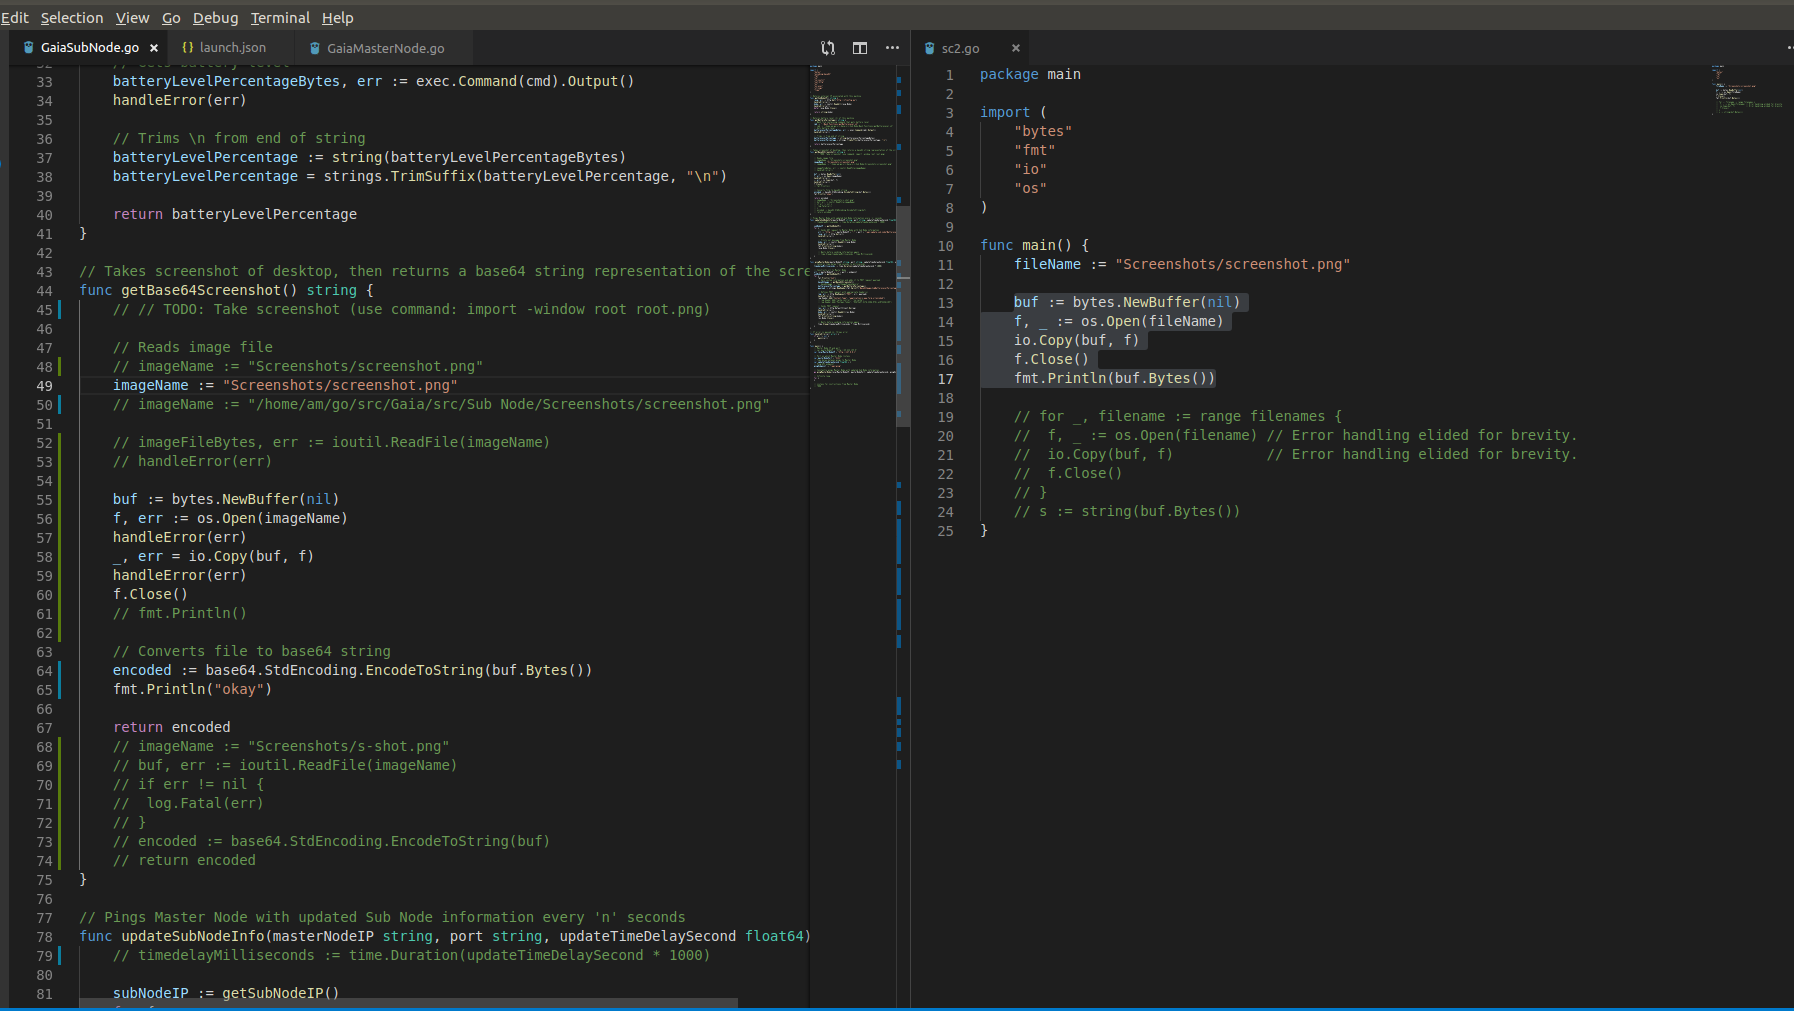 Edit Selection View Go Debug Terminal Help
GaiaSubNode.go × {} launch.json GaiaMasterNode.go
33 batteryLevelPercentageBytes, err := exec.Command(cmd).Output()
34 handleError(err)
35
36 // Trims \n from end of string
37 batteryLevelPercentage := string(batteryLevelPercentageBytes)
38 batteryLevelPercentage = strings.TrimSuffix(batteryLevelPercentage, "\n")
39
40 return batteryLevelPercentage
41 }
42
43 // Takes screenshot of desktop, then returns a base64 string representation of the scre
44 func getBase64Screenshot() string {
45 // // TODO: Take screenshot (use command: import -window root root.png)
46
47 // Reads image file
48 // imageName := "Screenshots/screenshot.png"
49 imageName := "Screenshots/screenshot.png"
50 // imageName := "/home/am/go/src/Gaia/src/Sub Node/Screenshots/screenshot.png"
51
52 // imageFileBytes, err := ioutil.ReadFile(imageName)
53 // handleError(err)
54
55 buf := bytes.NewBuffer(nil)
56 f, err := os.Open(imageName)
57 handleError(err)
58 _, err = io.Copy(buf, f)
59 handleError(err)
60 f.Close()
61 // fmt.Println()
62
63 // Converts file to base64 string
64 encoded := base64.StdEncoding.EncodeToString(buf.Bytes())
65 fmt.Println("okay")
66
67 return encoded
68 // imageName := "Screenshots/s-shot.png"
69 // buf, err := ioutil.ReadFile(imageName)
70 // if err != nil {
71 //  log.Fatal(err)
72 // }
73 // encoded := base64.StdEncoding.EncodeToString(buf)
74 // return encoded
75 }
76
77 // Pings Master Node with updated Sub Node information every 'n' seconds
78 func updateSubNodeInfo(masterNodeIP string, port string, updateTimeDelaySecond float64)
79 // timedelayMilliseconds := time.Duration(updateTimeDelaySecond * 1000)
80
81 subNodeIP := getSubNodeIP()
sc2.go ×
1 package main
2
3 import (
4 "bytes"
5 "fmt"
6 "io"
7 "os"
8 )
9
10 func main() {
11 fileName := "Screenshots/screenshot.png"
12
13 buf := bytes.NewBuffer(nil)
14 f, _ := os.Open(fileName)
15 io.Copy(buf, f)
16 f.Close()
17 fmt.Println(buf.Bytes())
18
19 // for _, filename := range filenames {
20 //  f, _ := os.Open(filename) // Error handling elided for brevity.
21 //  io.Copy(buf, f)           // Error handling elided for brevity.
22 //  f.Close()
23 // }
24 // s := string(buf.Bytes())
25 }